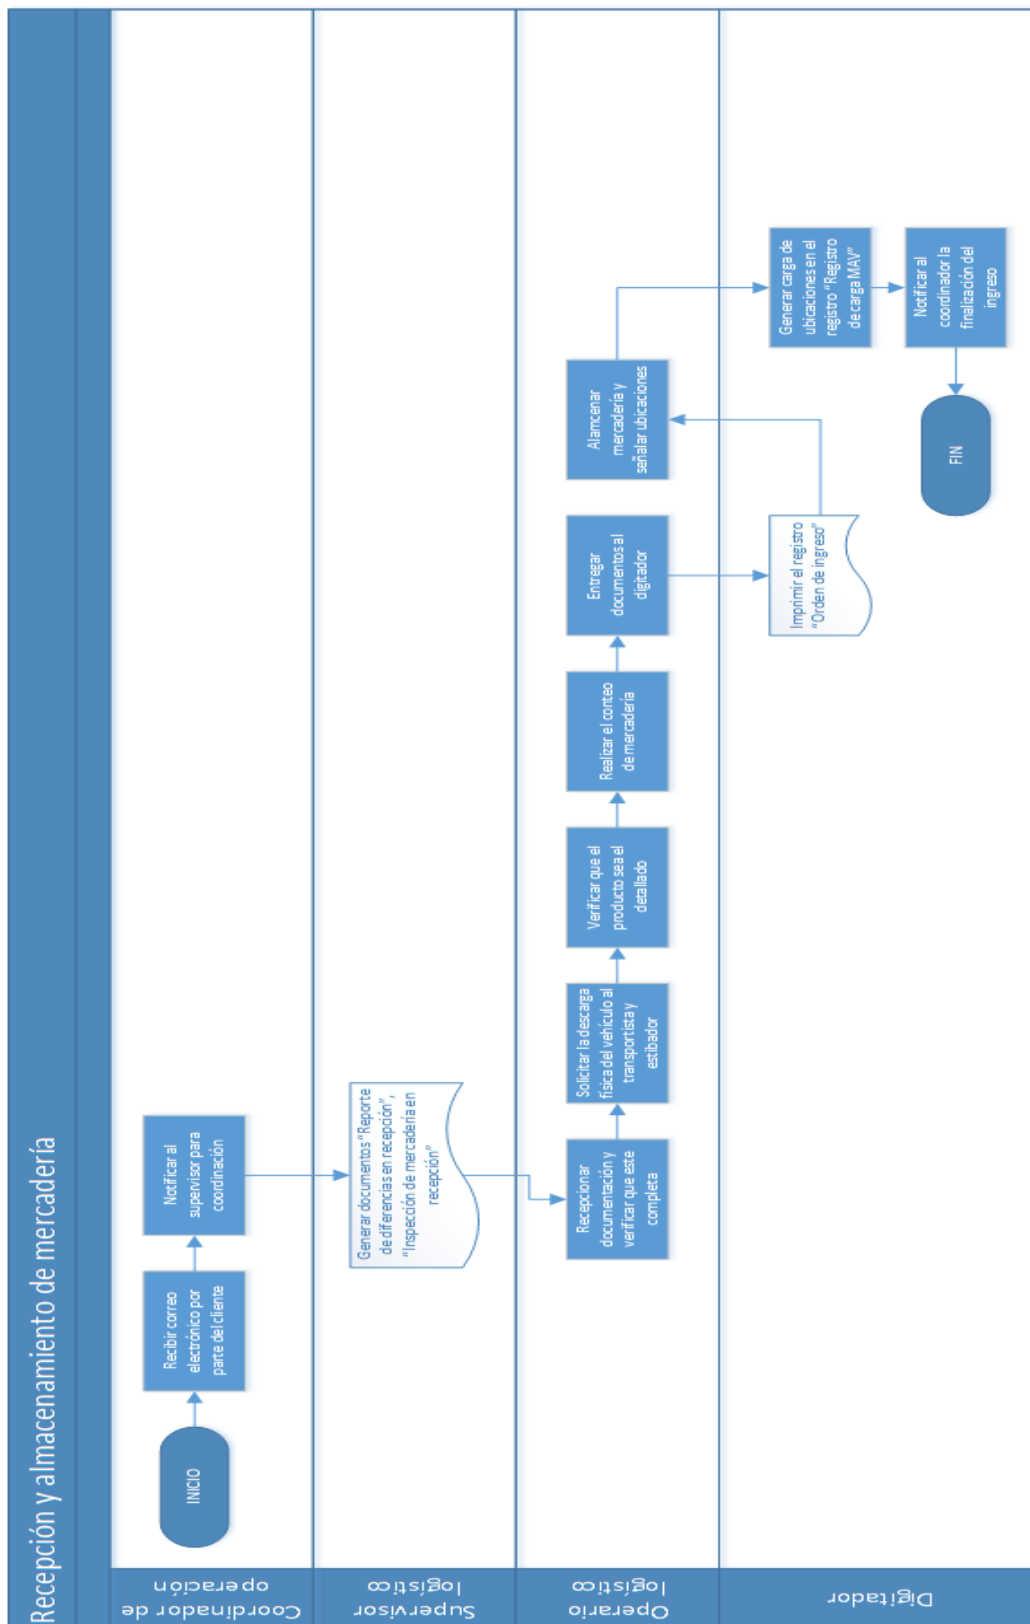 Recepción y almacenamiento de mercadería
Coordinador de
operación
INICIO
Recibir correo
electrónico por
parte del cliente
Notificar al
supervisor para
coordinación
Supervisor
logístico
Generar documentos "Reporte
de diferencias en recepción",
"Inspección de mercadería en
recepción"
Operario
logístico
Recepcionar
documentación y
verificar que este
completa
Solicitar la descarga
física del vehículo al
transportista y
estibador
Verificar que el
producto sea el
detallado
Realizar el conteo
de mercadería
Entregar
documentos al
digitador
Alamcenar
mercadería y
señalar ubicaciones
Digitador
Imprimir el registro
"Orden de ingreso"
Generar carga de
ubicaciones en el
registro "Registro
de carga MAV"
Notificar al
coordinador la
finalización del
ingreso
FIN